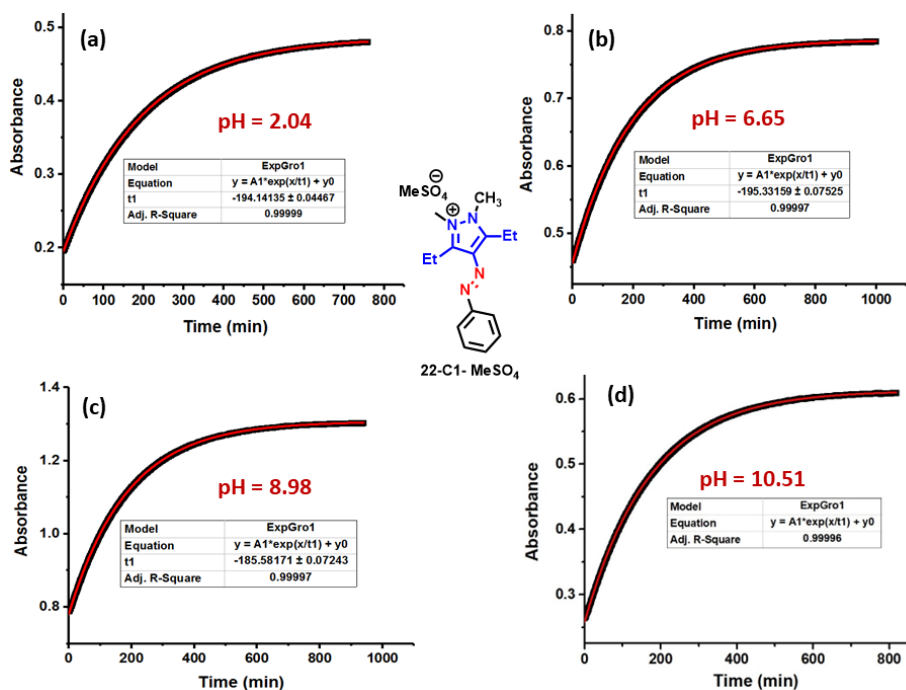 (a)
Absorbance
0.5
0.4
0.3
0.2
pH = 2.04
Model ExpGro1
Equation y = A1*exp(x/t1) + y0
t1 -194.14135 ± 0.04467
Adj. R-Square 0.99999
0 100 200 300 400 500 600 700 800
Time (min)
(b)
Absorbance
0.8
0.7
0.6
0.5
pH = 6.65
Model ExpGro1
Equation y = A1*exp(x/t1) + y0
t1 -195.33159 ± 0.07525
Adj. R-Square 0.99997
0 200 400 600 800 1000
Time (min)
MeSO4 ⊖
CH3
N +
N
Et
Et
N
N
22-C1- MeSO4
(c)
Absorbance
1.4
1.2
1.0
0.8
pH = 8.98
Model ExpGro1
Equation y = A1*exp(x/t1) + y0
t1 -185.58171 ± 0.07243
Adj. R-Square 0.99997
0 200 400 600 800 1000
Time (min)
(d)
Absorbance
0.6
0.5
0.4
0.3
pH = 10.51
Model ExpGro1
Equation y = A1*exp(x/t1) + y0
Adj. R-Square 0.99996
0 200 400 600 800
Time (min)